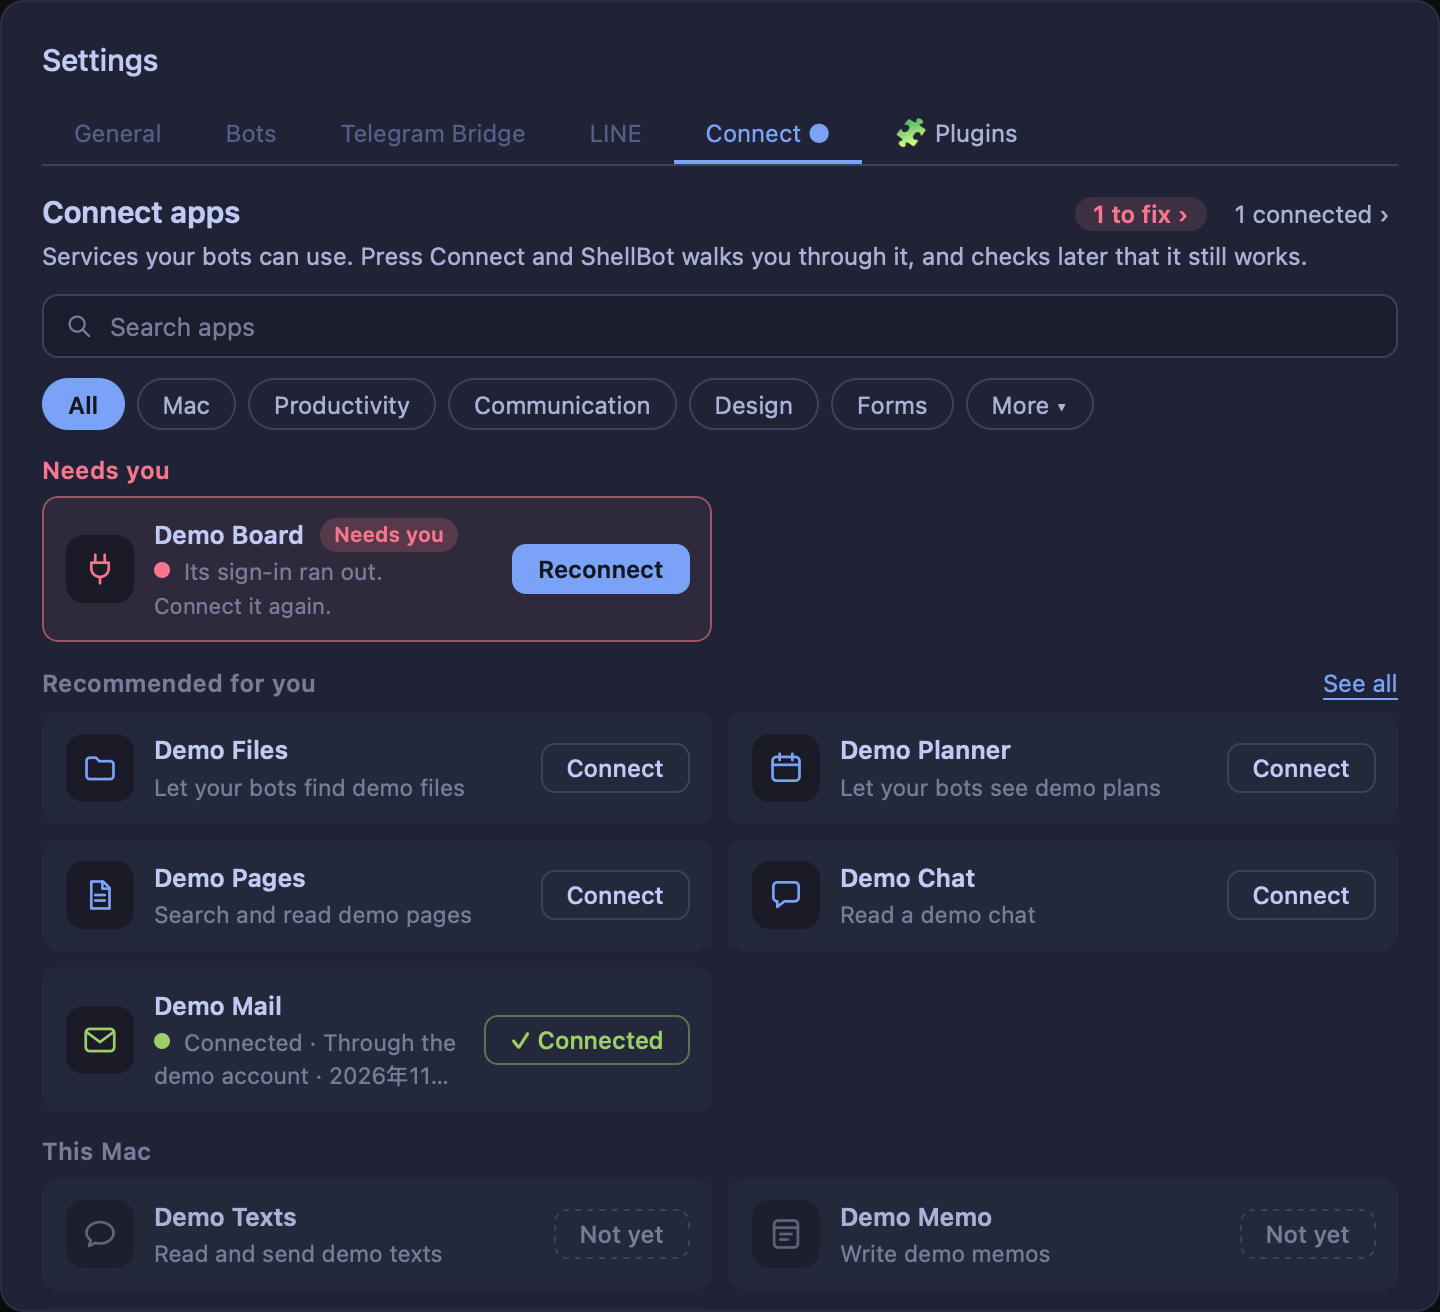 Settings
General
Bots
Telegram Bridge
LINE
Connect
Plugins
Connect apps
1 to fix ›
1 connected ›
Services your bots can use. Press Connect and ShellBot walks you through it, and checks later that it still works.
Search apps
All
Mac
Productivity
Communication
Design
Forms
More ▾
Needs you
Demo Board
Needs you
Its sign-in ran out.
Connect it again.
Reconnect
Recommended for you
See all
Demo Files
Let your bots find demo files
Connect
Demo Planner
Let your bots see demo plans
Connect
Demo Pages
Search and read demo pages
Connect
Demo Chat
Read a demo chat
Connect
Demo Mail
Connected · Through the
demo account · 2026年11…
✓ Connected
This Mac
Demo Texts
Read and send demo texts
Not yet
Demo Memo
Write demo memos
Not yet